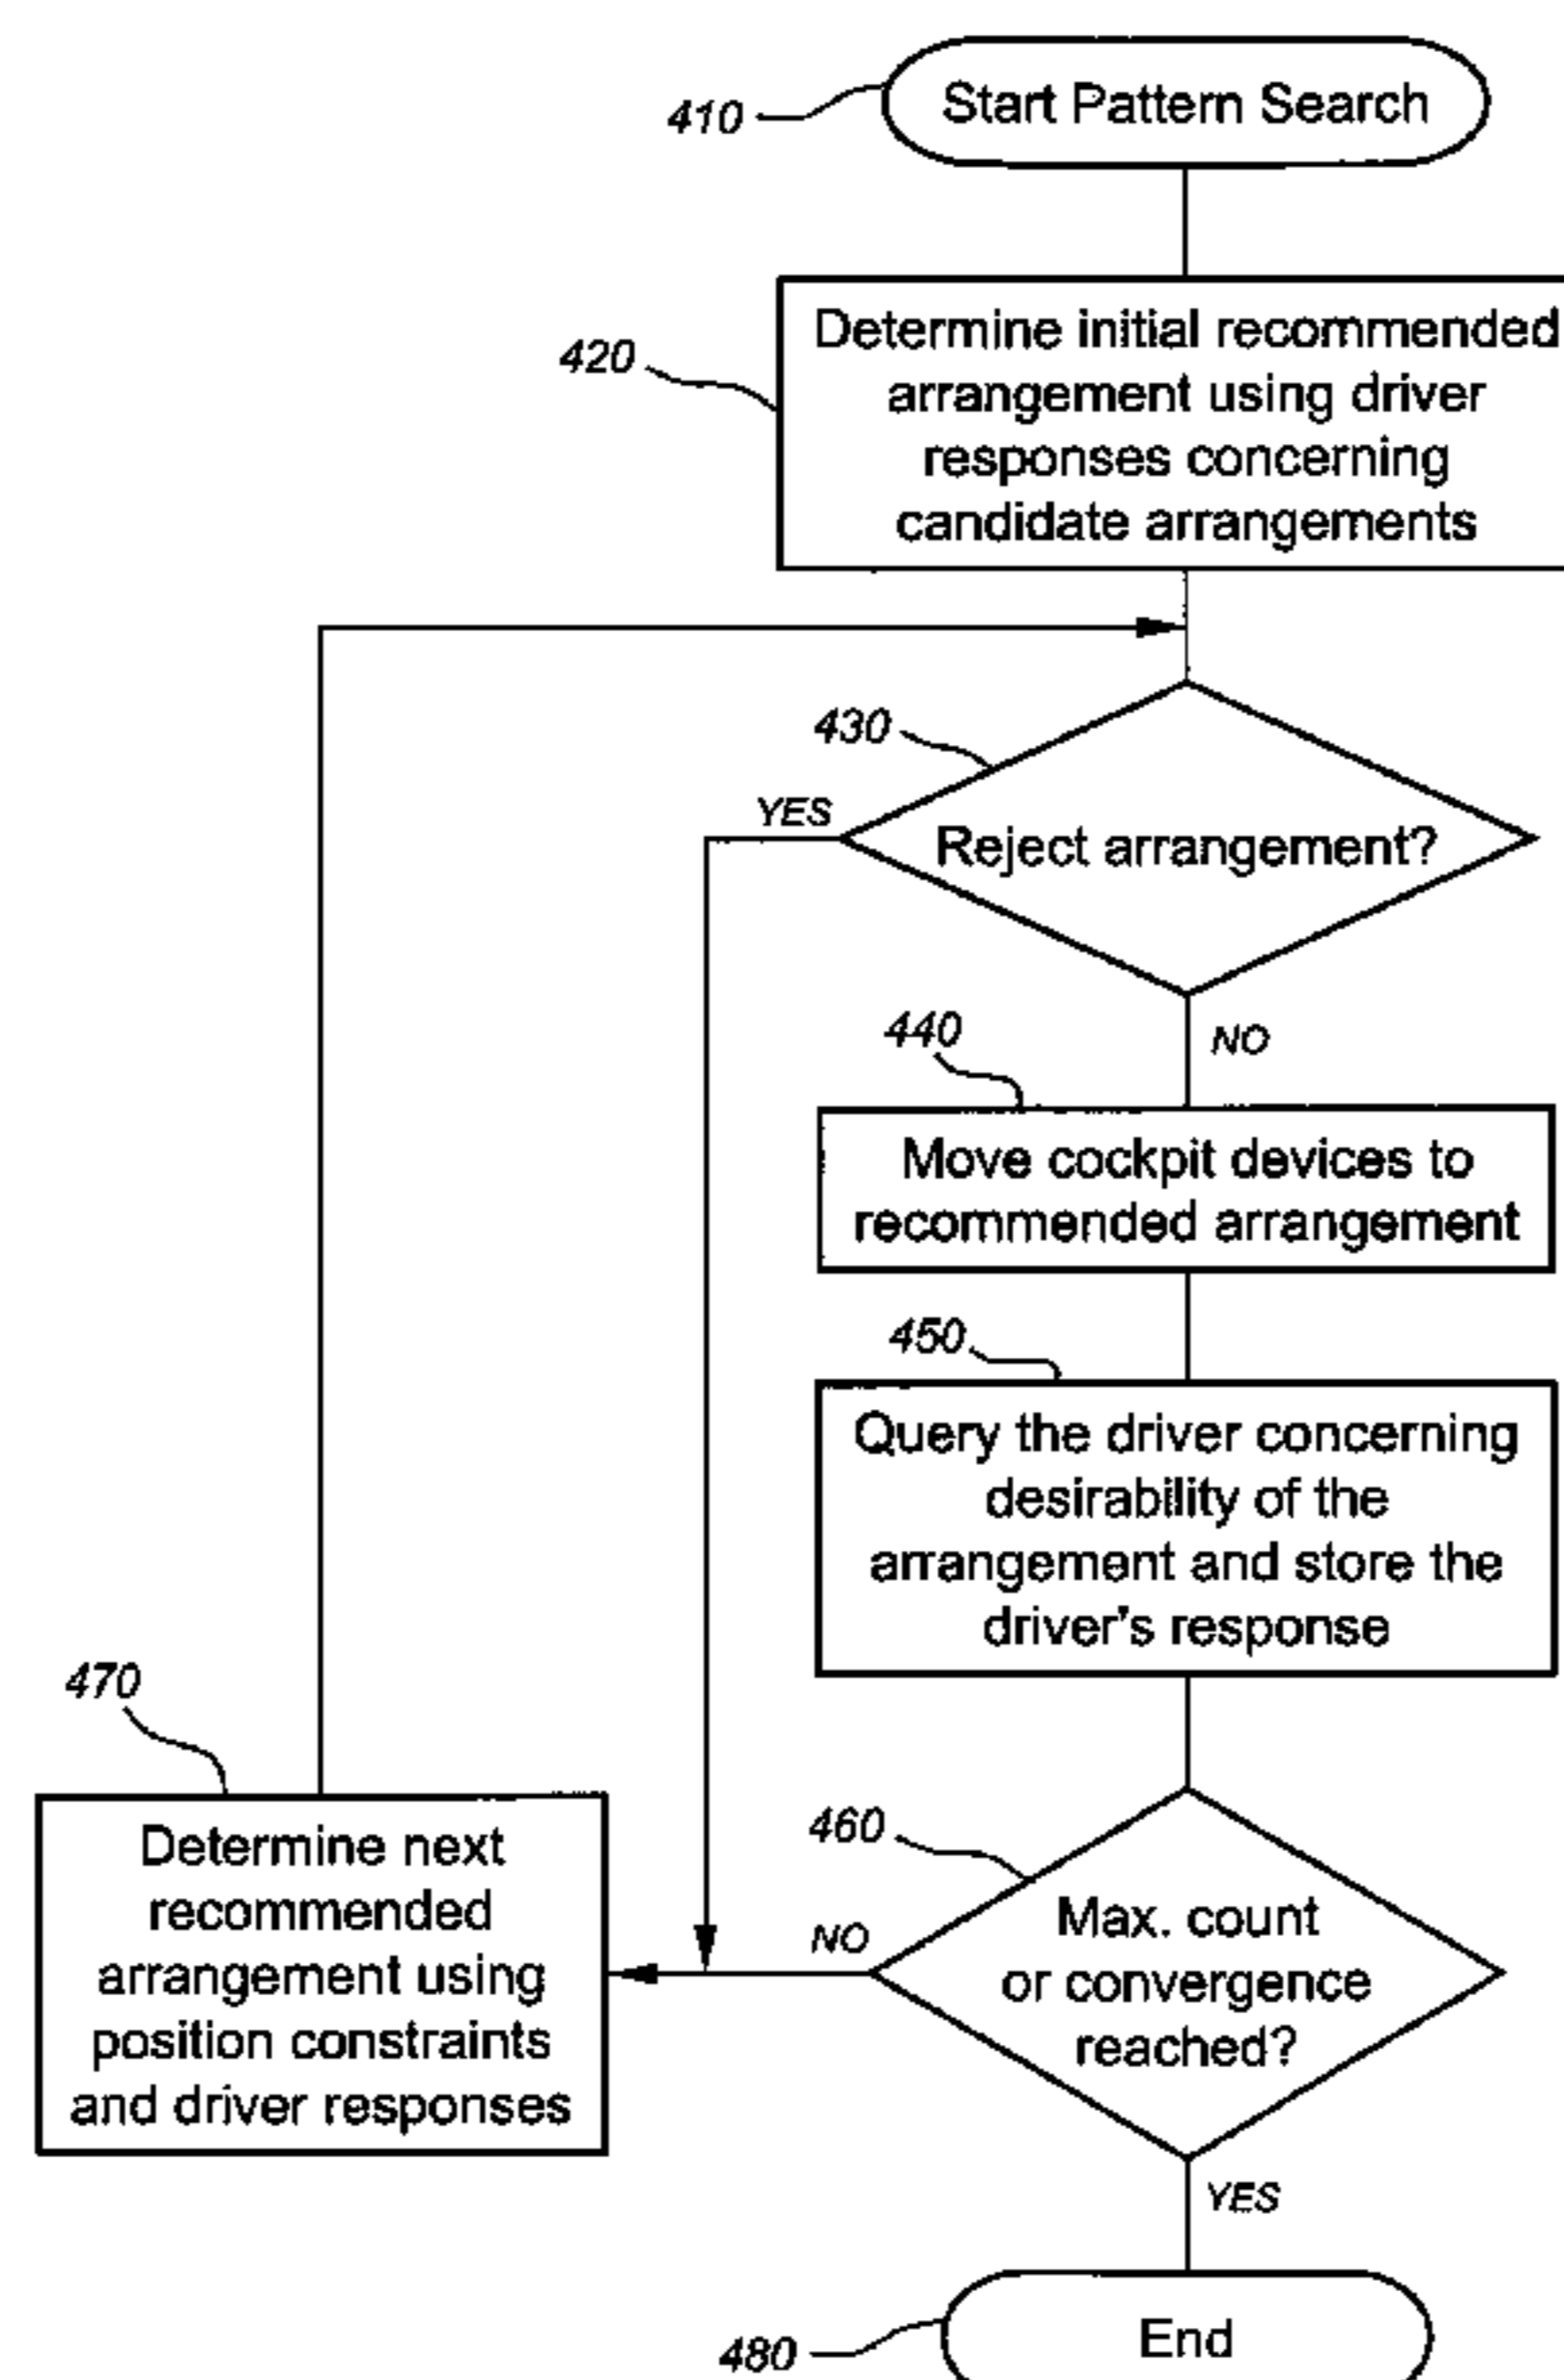 410
Start Pattern Search
420
Determine initial recommended
arrangement using driver
responses concerning
candidate arrangements
430
YES
Reject arrangement?
NO
440
Move cockpit devices to
recommended arrangement
450
Query the driver concerning
desirability of the
arrangement and store the
driver's response
460
Max. count
or convergence
reached?
NO
470
Determine next
recommended
arrangement using
position constraints
and driver responses
YES
480
End